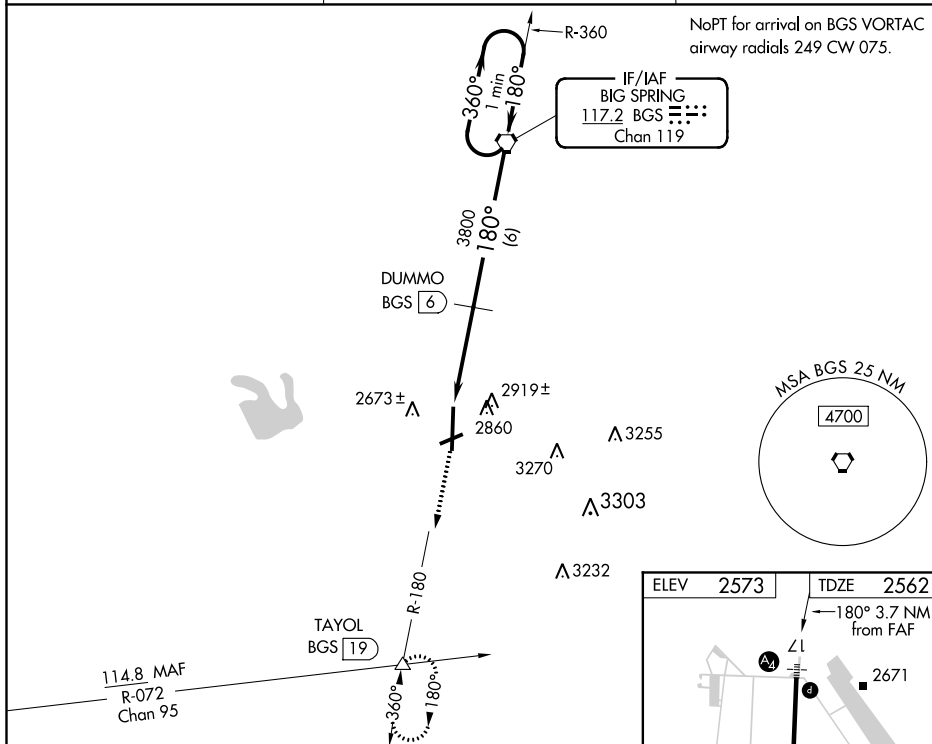 NoPT for arrival on BGS VORTAC
airway radials 249 CW 075.
R-360
360°
1 min
180°
IF/IAF
BIG SPRING
117.2 BGS
Chan 119
3800
180°
(6)
DUMMO
BGS 6
2673±
2919±
2860
3255
3270
3303
3232
MSA BGS 25 NM
4700
R-180
TAYOL
BGS 19
114.8 MAF
R-072
Chan 95
360°
180°
ELEV 2573
TDZE 2562
180° 3.7 NM
from FAF
17
A4
P
2671